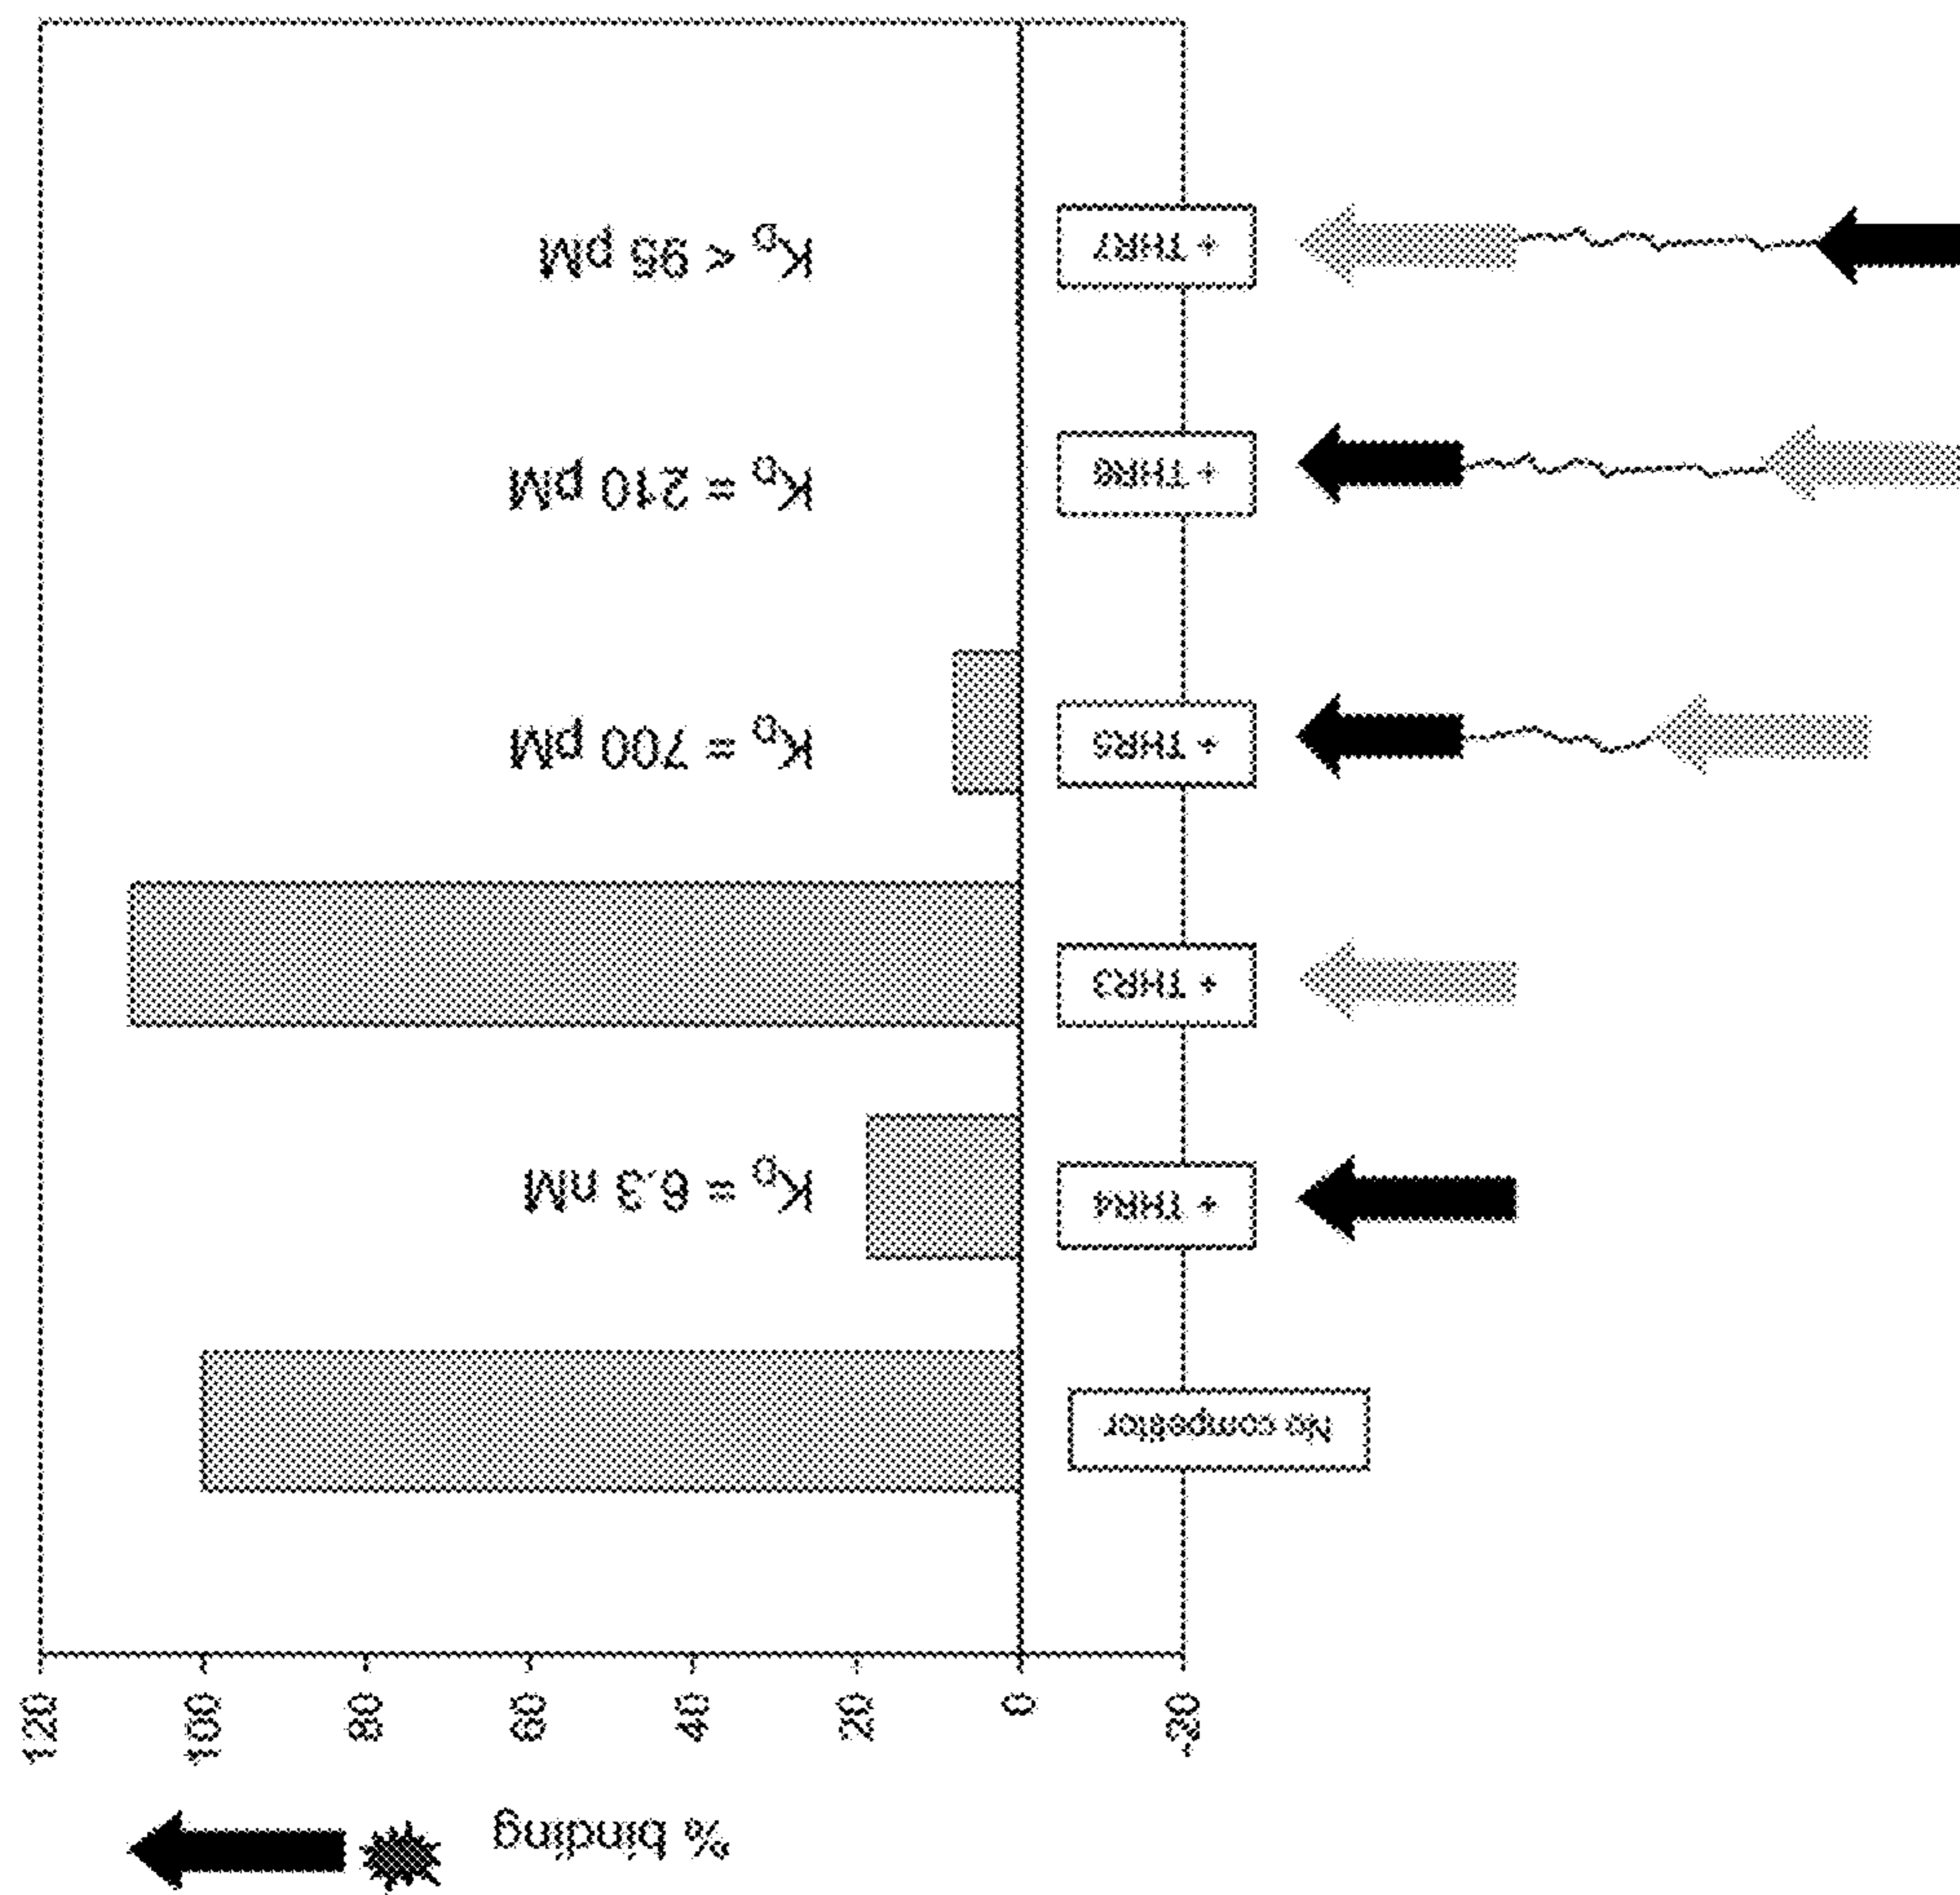 % binding
120
100
80
60
40
20
0
-20
K_D = 6.3 nM
K_D = 700 pM
K_D = 210 pM
K_D < 95 pM
No competitor
+ THR4
+ THR3
+ THR5
+ THR6
+ THR7